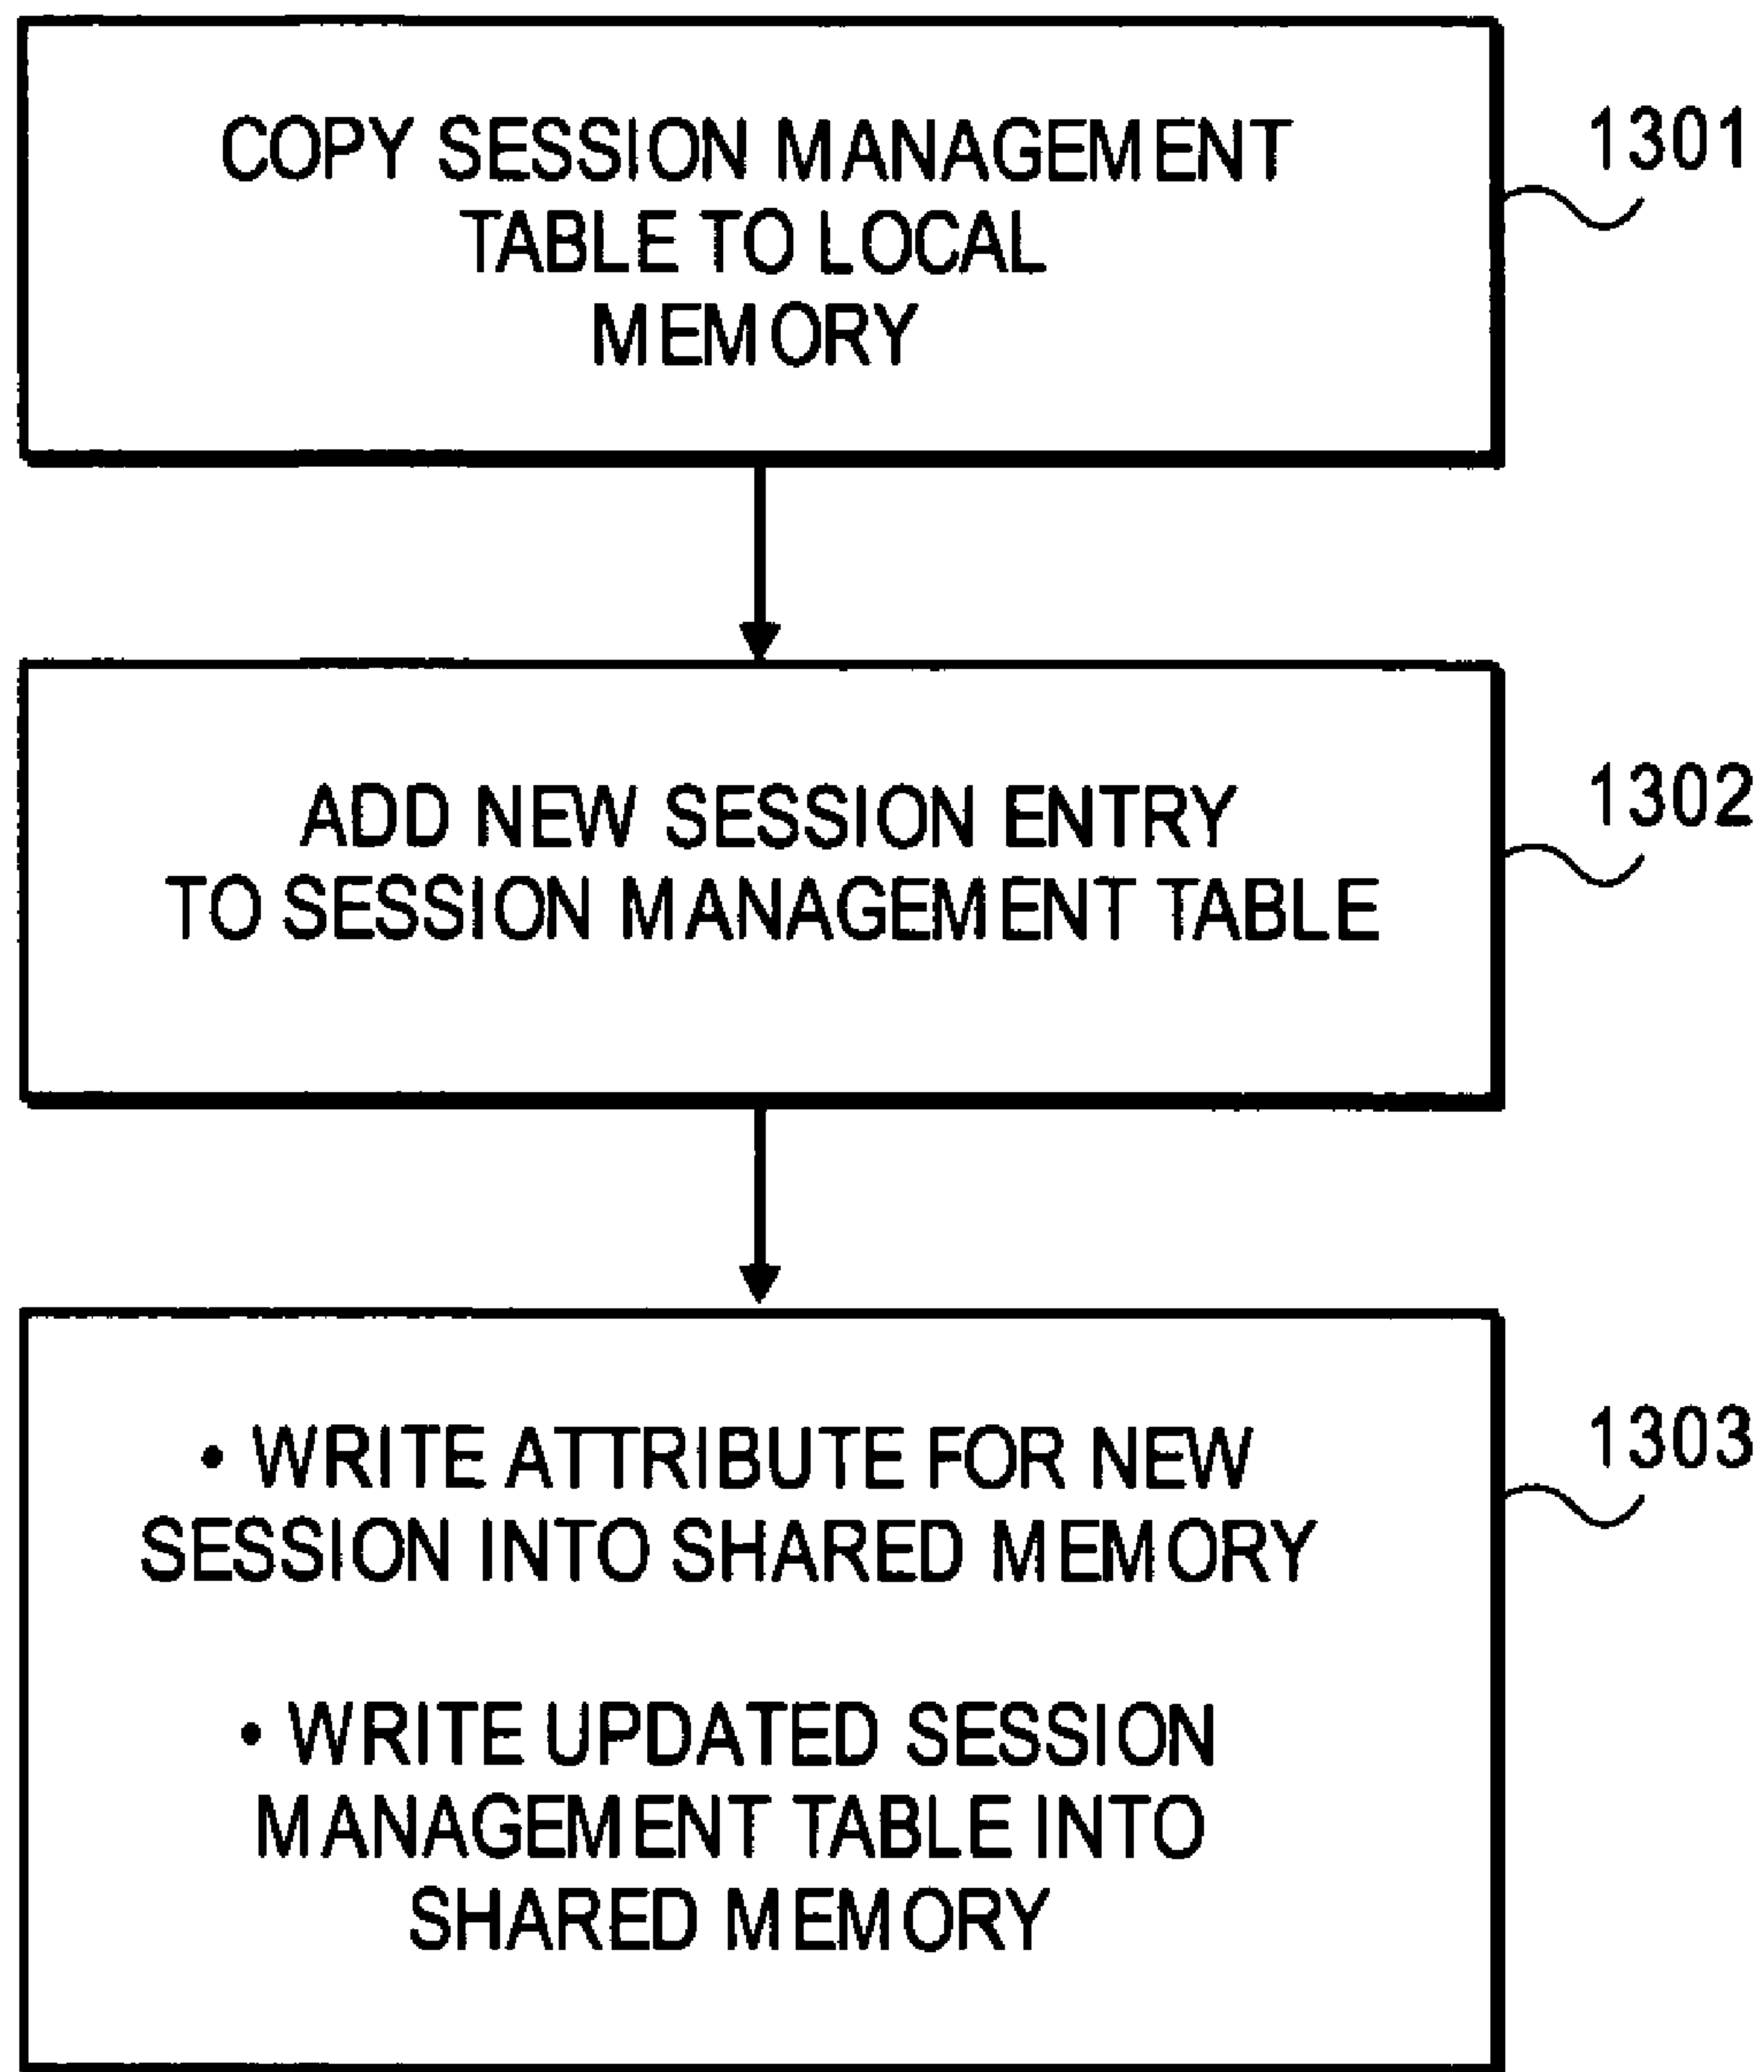 COPY SESSION MANAGEMENT
TABLE TO LOCAL
MEMORY
1301
ADD NEW SESSION ENTRY
TO SESSION MANAGEMENT TABLE
1302
• WRITE ATTRIBUTE FOR NEW
SESSION INTO SHARED MEMORY
• WRITE UPDATED SESSION
MANAGEMENT TABLE INTO
SHARED MEMORY
1303